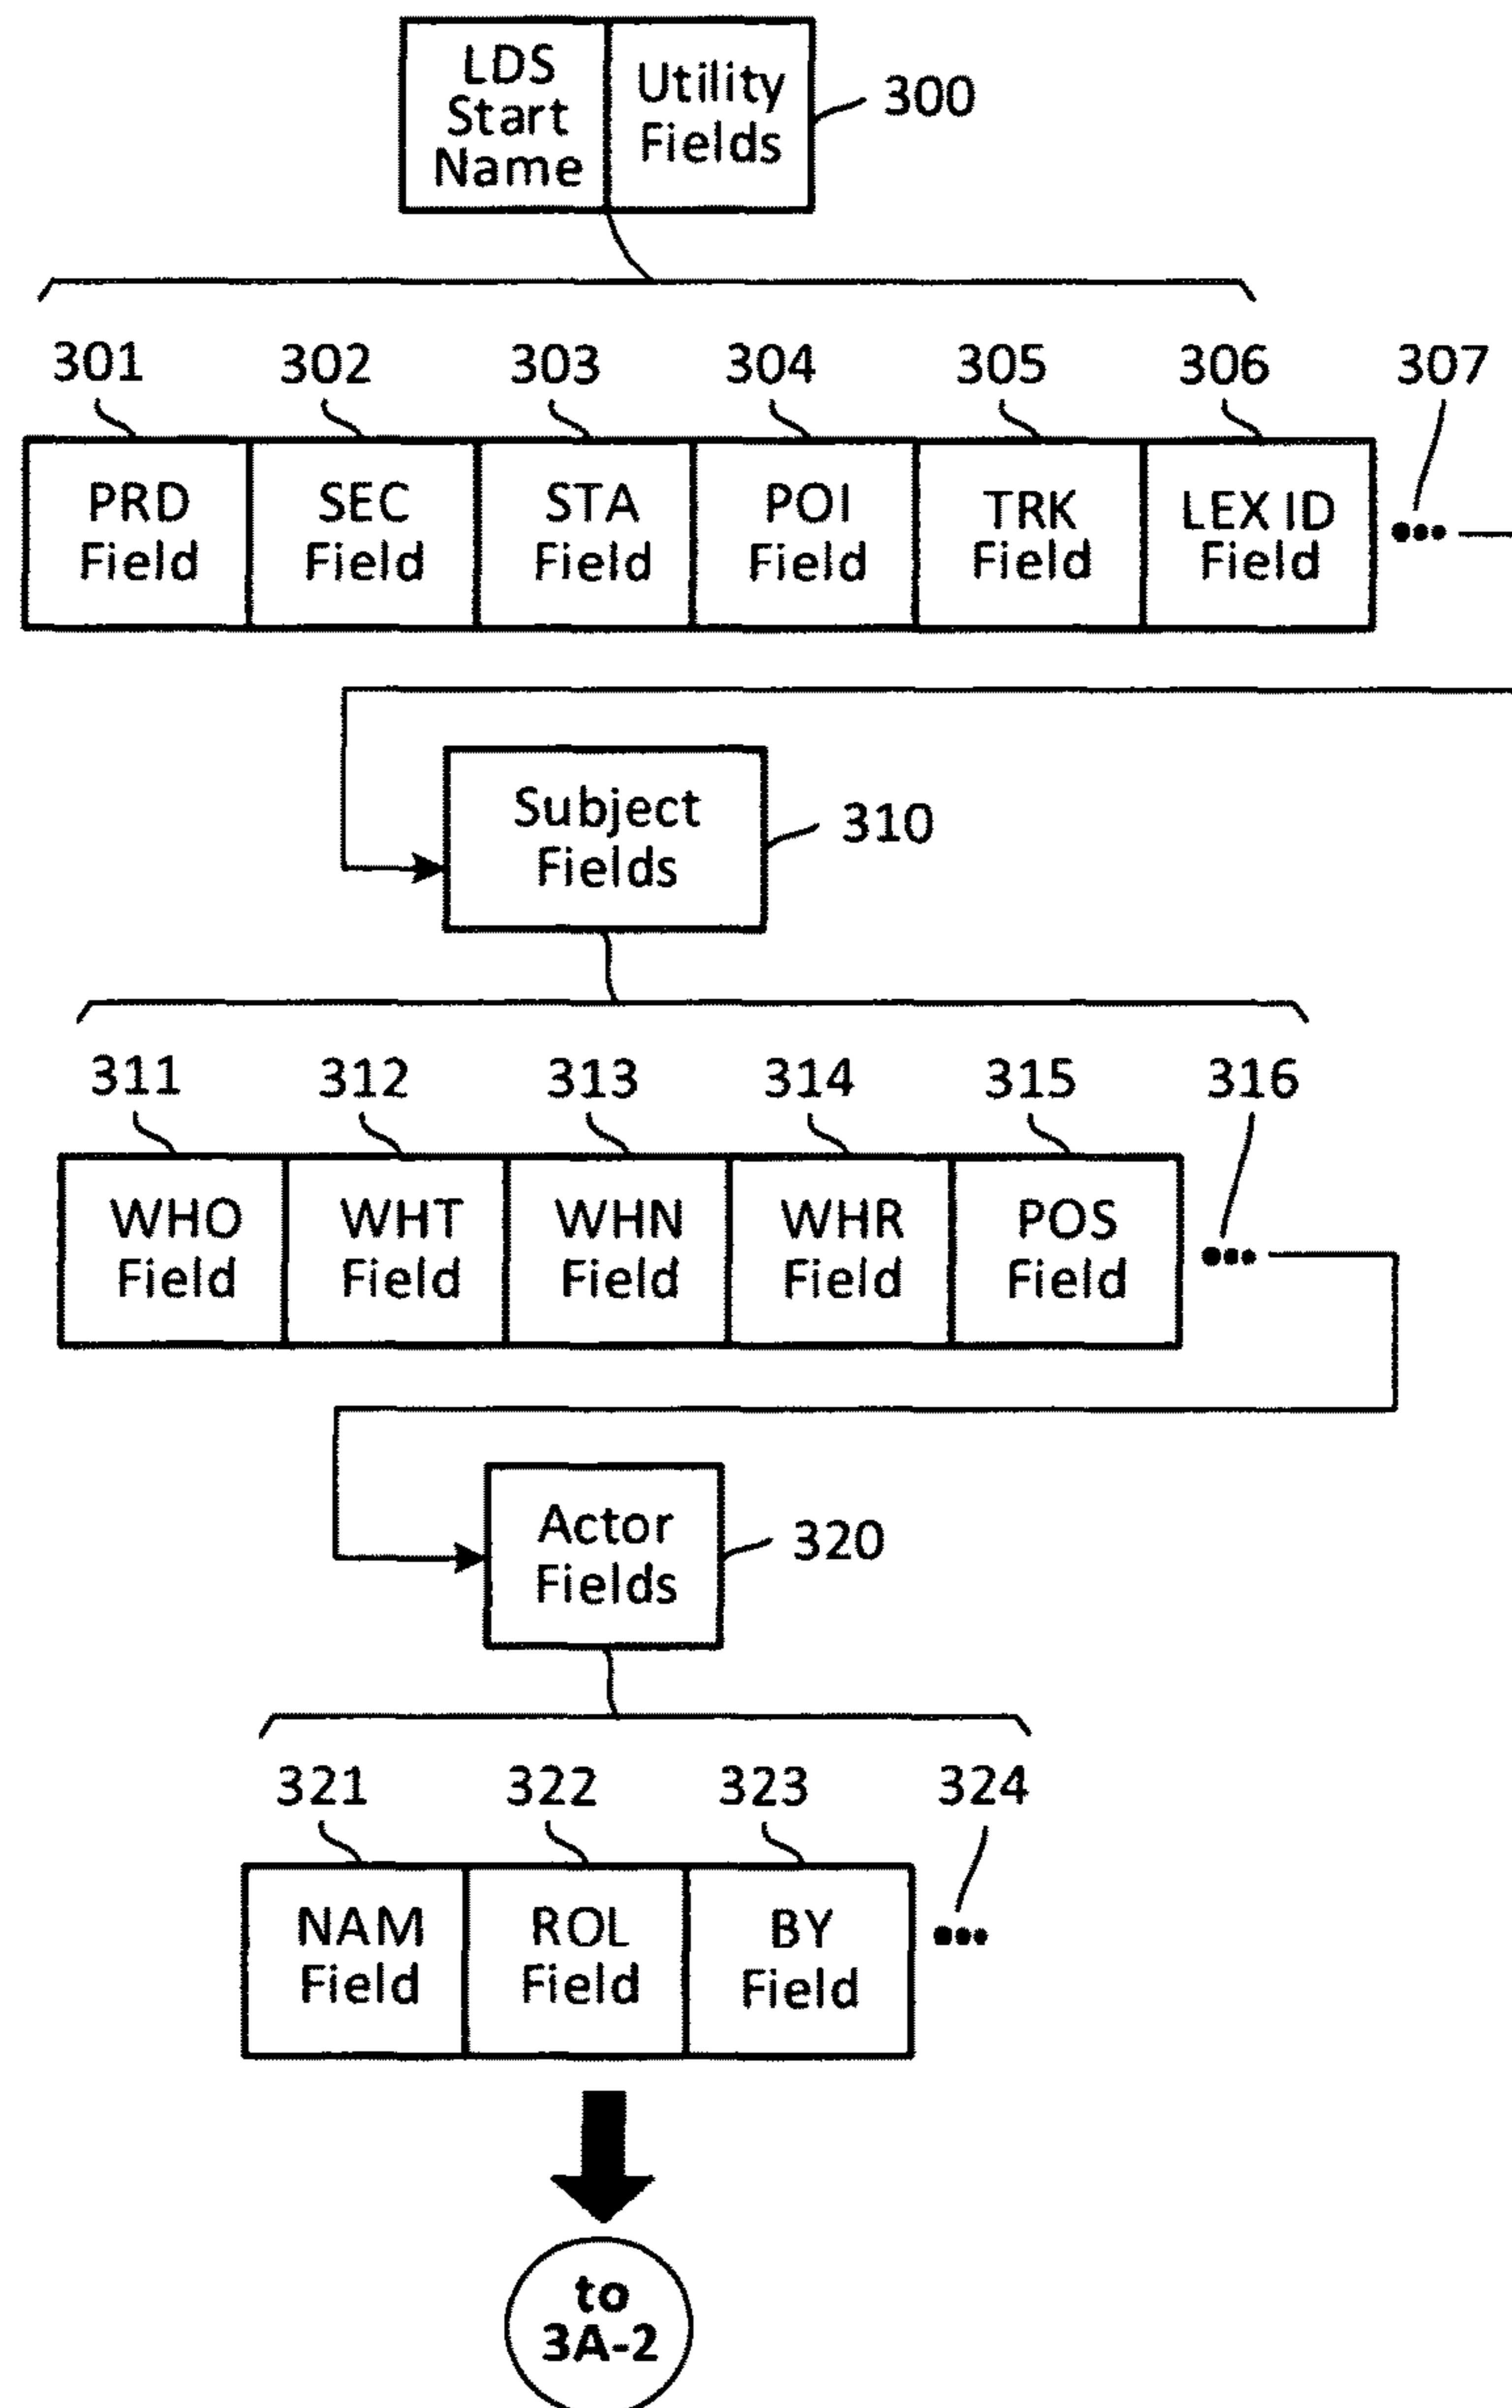 LDS
Start
Name
Utility
Fields
300
301 302 303 304 305 306 307
PRD
Field
SEC
Field
STA
Field
POI
Field
TRK
Field
LEX ID
Field
Subject
Fields
310
311 312 313 314 315 316
WHO
Field
WHT
Field
WHN
Field
WHR
Field
POS
Field
Actor
Fields
320
321 322 323 324
NAM
Field
ROL
Field
BY
Field
to
3A-2